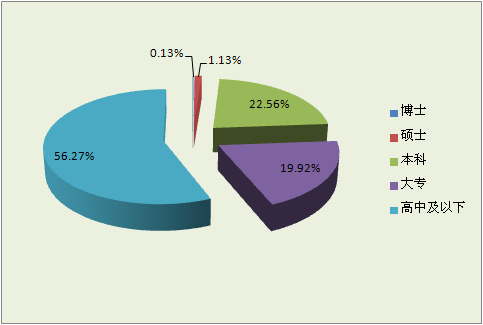 0.13%
1.13%
22.56%
19.92%
56.27%
博士
硕士
本科
大专
高中及以下